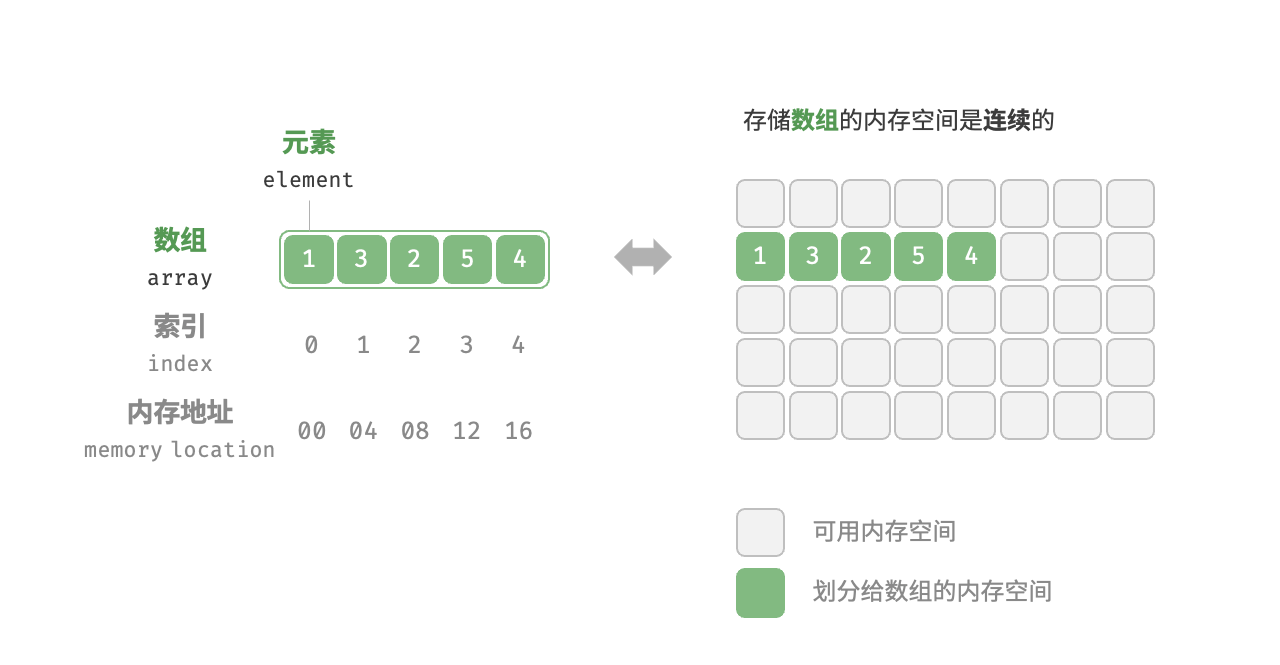 元素
element
数组
array
1 3 2 5 4
索引
index
0 1 2 3 4
内存地址
memory location
00 04 08 12 16
存储数组的内存空间是连续的
1 3 2 5 4
可用内存空间
划分给数组的内存空间